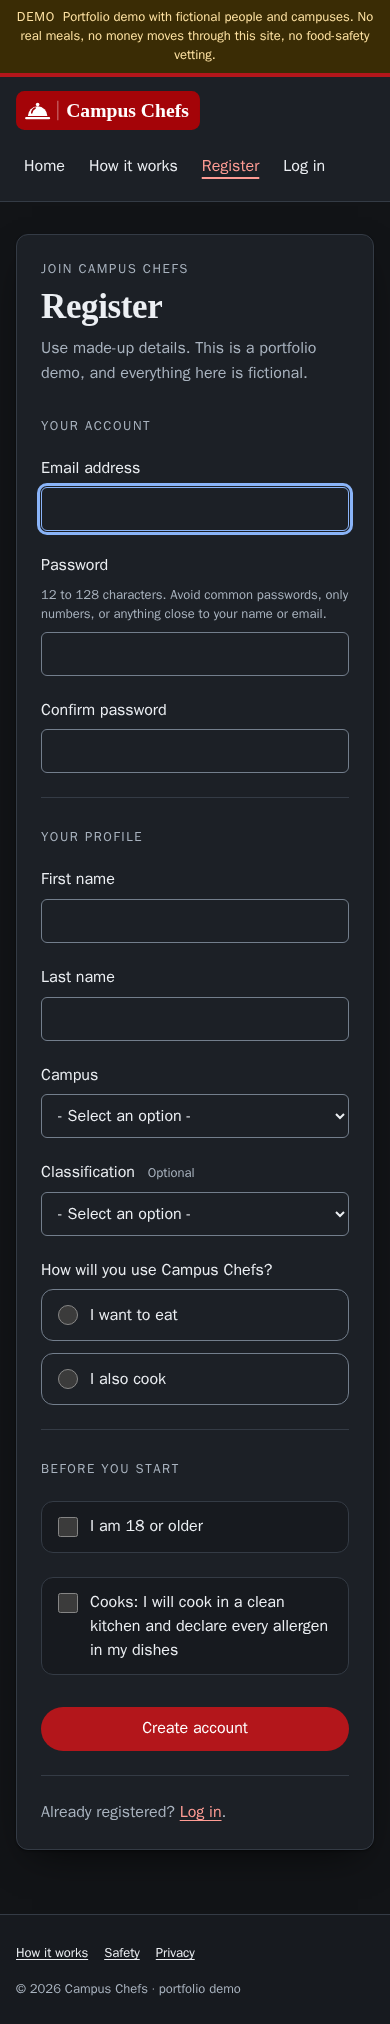 DEMO Portfolio demo with fictional people and campuses. No
real meals, no money moves through this site, no food-safety
vetting.
Campus Chefs
Home How it works Register Log in
JOIN CAMPUS CHEFS
Register
Use made-up details. This is a portfolio
demo, and everything here is fictional.
YOUR ACCOUNT
Email address
Password
12 to 128 characters. Avoid common passwords, only
numbers, or anything close to your name or email.
Confirm password
YOUR PROFILE
First name
Last name
Campus
- Select an option -
Classification Optional
- Select an option -
How will you use Campus Chefs?
I want to eat
I also cook
BEFORE YOU START
I am 18 or older
Cooks: I will cook in a clean
kitchen and declare every allergen
in my dishes
Create account
Already registered? Log in.
How it works Safety Privacy
© 2026 Campus Chefs · portfolio demo